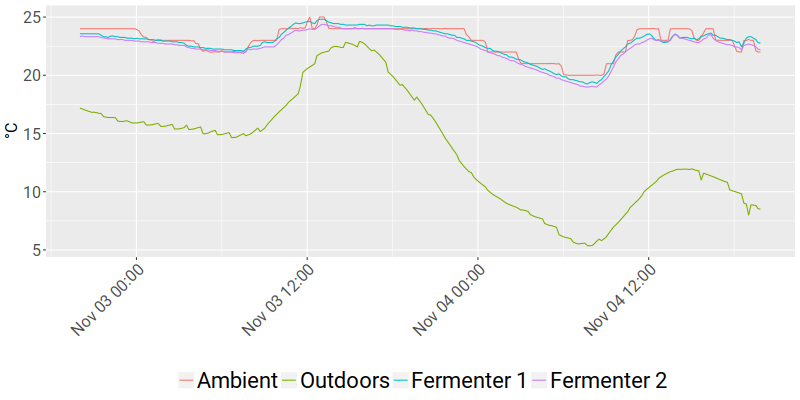 25
20
15
10
5
°C
Nov 03 00:00
Nov 03 12:00
Nov 04 00:00
Nov 04 12:00
Ambient Outdoors Fermenter 1 Fermenter 2